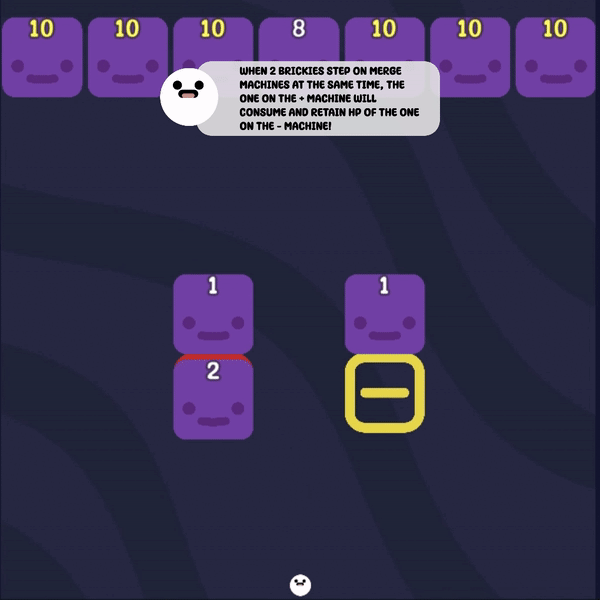 10 10 10 8 10 10 10
WHEN 2 BRICKIES STEP ON MERGE
MACHINES AT THE SAME TIME, THE
ONE ON THE + MACHINE WILL
CONSUME AND RETAIN HP OF THE ONE
ON THE - MACHINE!
1 1
2